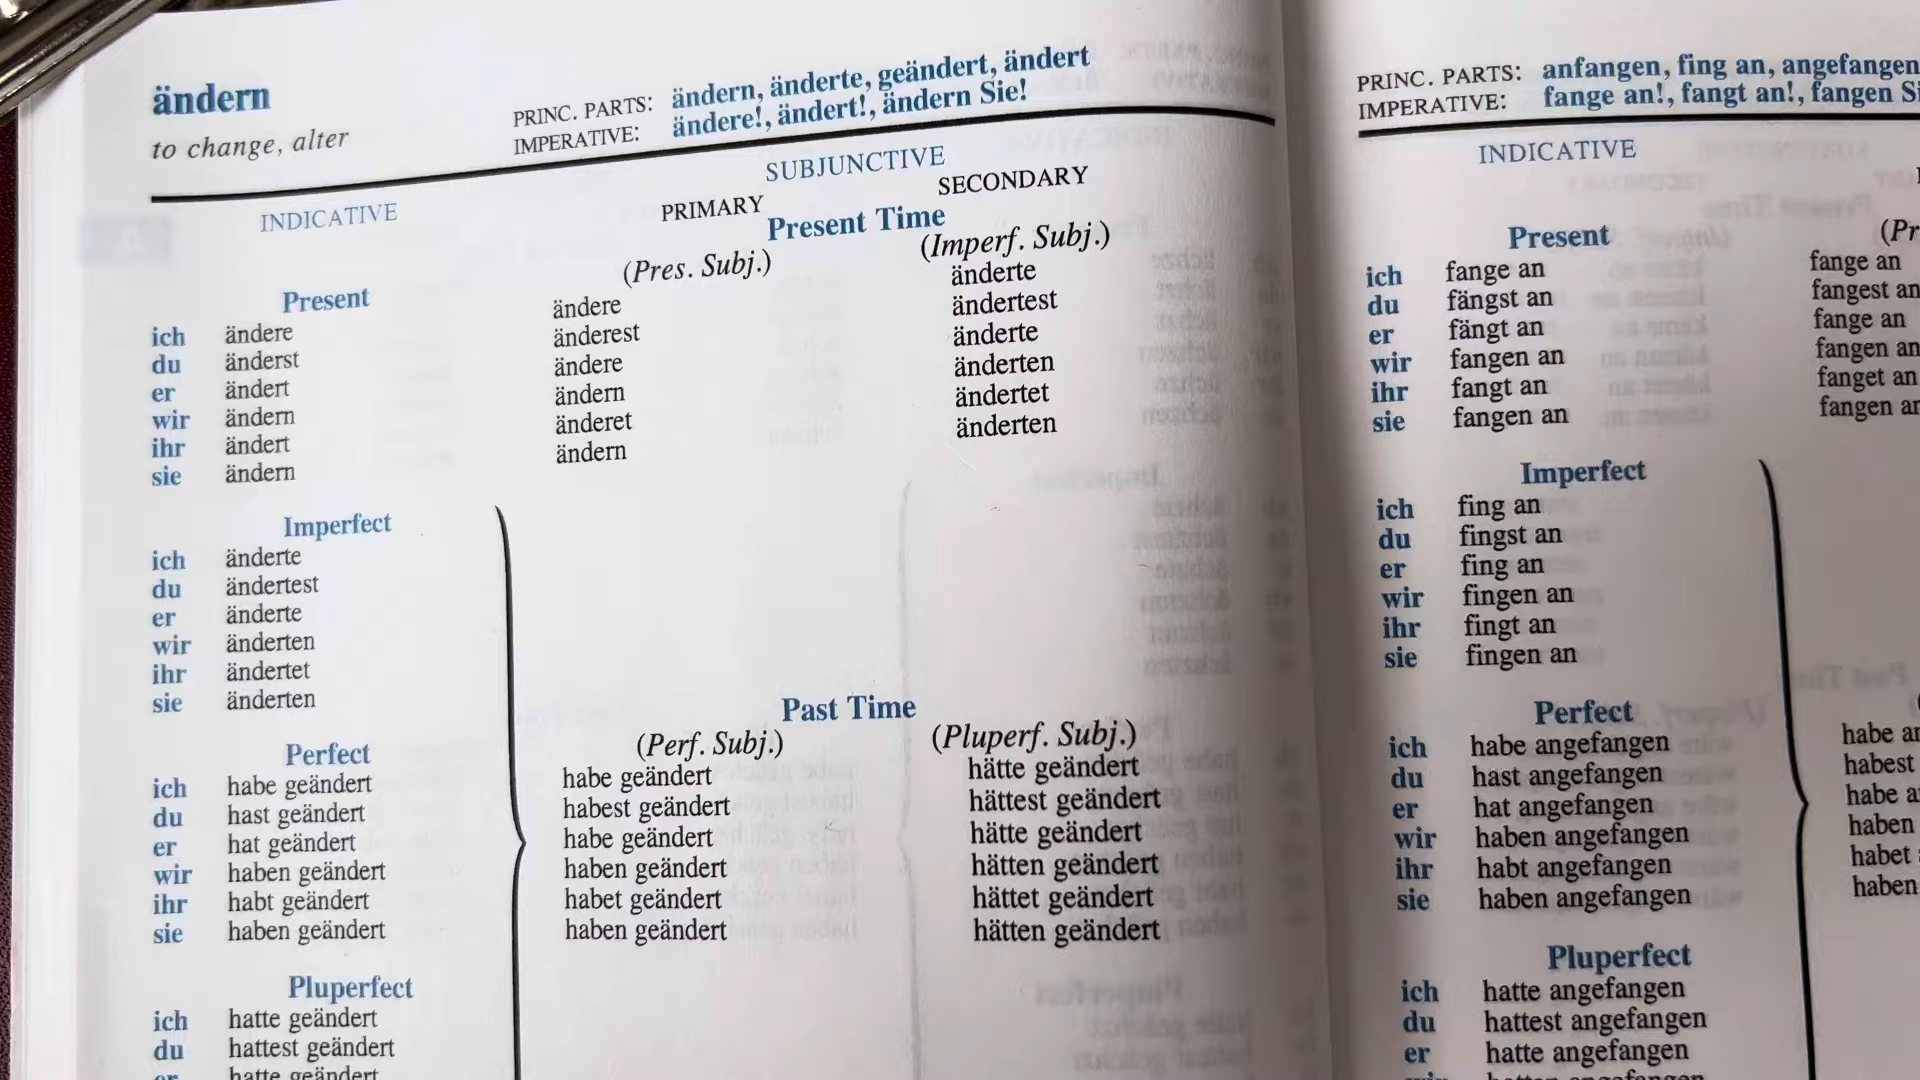 ändern
to change, alter
PRINC. PARTS: ändern, änderte, geändert, ändert
IMPERATIVE: ändere!, ändert!, ändern Sie!
INDICATIVE
SUBJUNCTIVE
PRIMARY SECONDARY
Present Time
(Pres. Subj.) (Imperf. Subj.)
Present
ich ändere ändere änderte
du änderst änderest ändertest
er ändert ändere änderte
wir ändern ändern änderten
ihr ändert änderet ändertet
sie ändern ändern änderten
Imperfect
ich änderte
du ändertest
er änderte
wir änderten
ihr ändertet
sie änderten
Past Time
Perfect (Perf. Subj.) (Pluperf. Subj.)
ich habe geändert habe geändert hätte geändert
du hast geändert habest geändert hättest geändert
er hat geändert habe geändert hätte geändert
wir haben geändert haben geändert hätten geändert
ihr habt geändert habet geändert hättet geändert
sie haben geändert haben geändert hätten geändert
Pluperfect
ich hatte geändert
du hattest geändert
er hatte geändert
PRINC. PARTS: anfangen, fing an, angefangen
IMPERATIVE: fange an!, fangt an!, fangen
INDICATIVE
Present
ich fange an fange an
du fängst an fangest an
er fängt an fange an
wir fangen an fangen an
ihr fangt an fanget an
sie fangen an fangen an
Imperfect
ich fing an
du fingst an
er fing an
wir fingen an
ihr fingt an
sie fingen an
Perfect
ich habe angefangen habe
du hast angefangen habest
er hat angefangen habe
wir haben angefangen haben
ihr habt angefangen habet
sie haben angefangen haben
Pluperfect
ich hatte angefangen
du hattest angefangen
er hatte angefangen